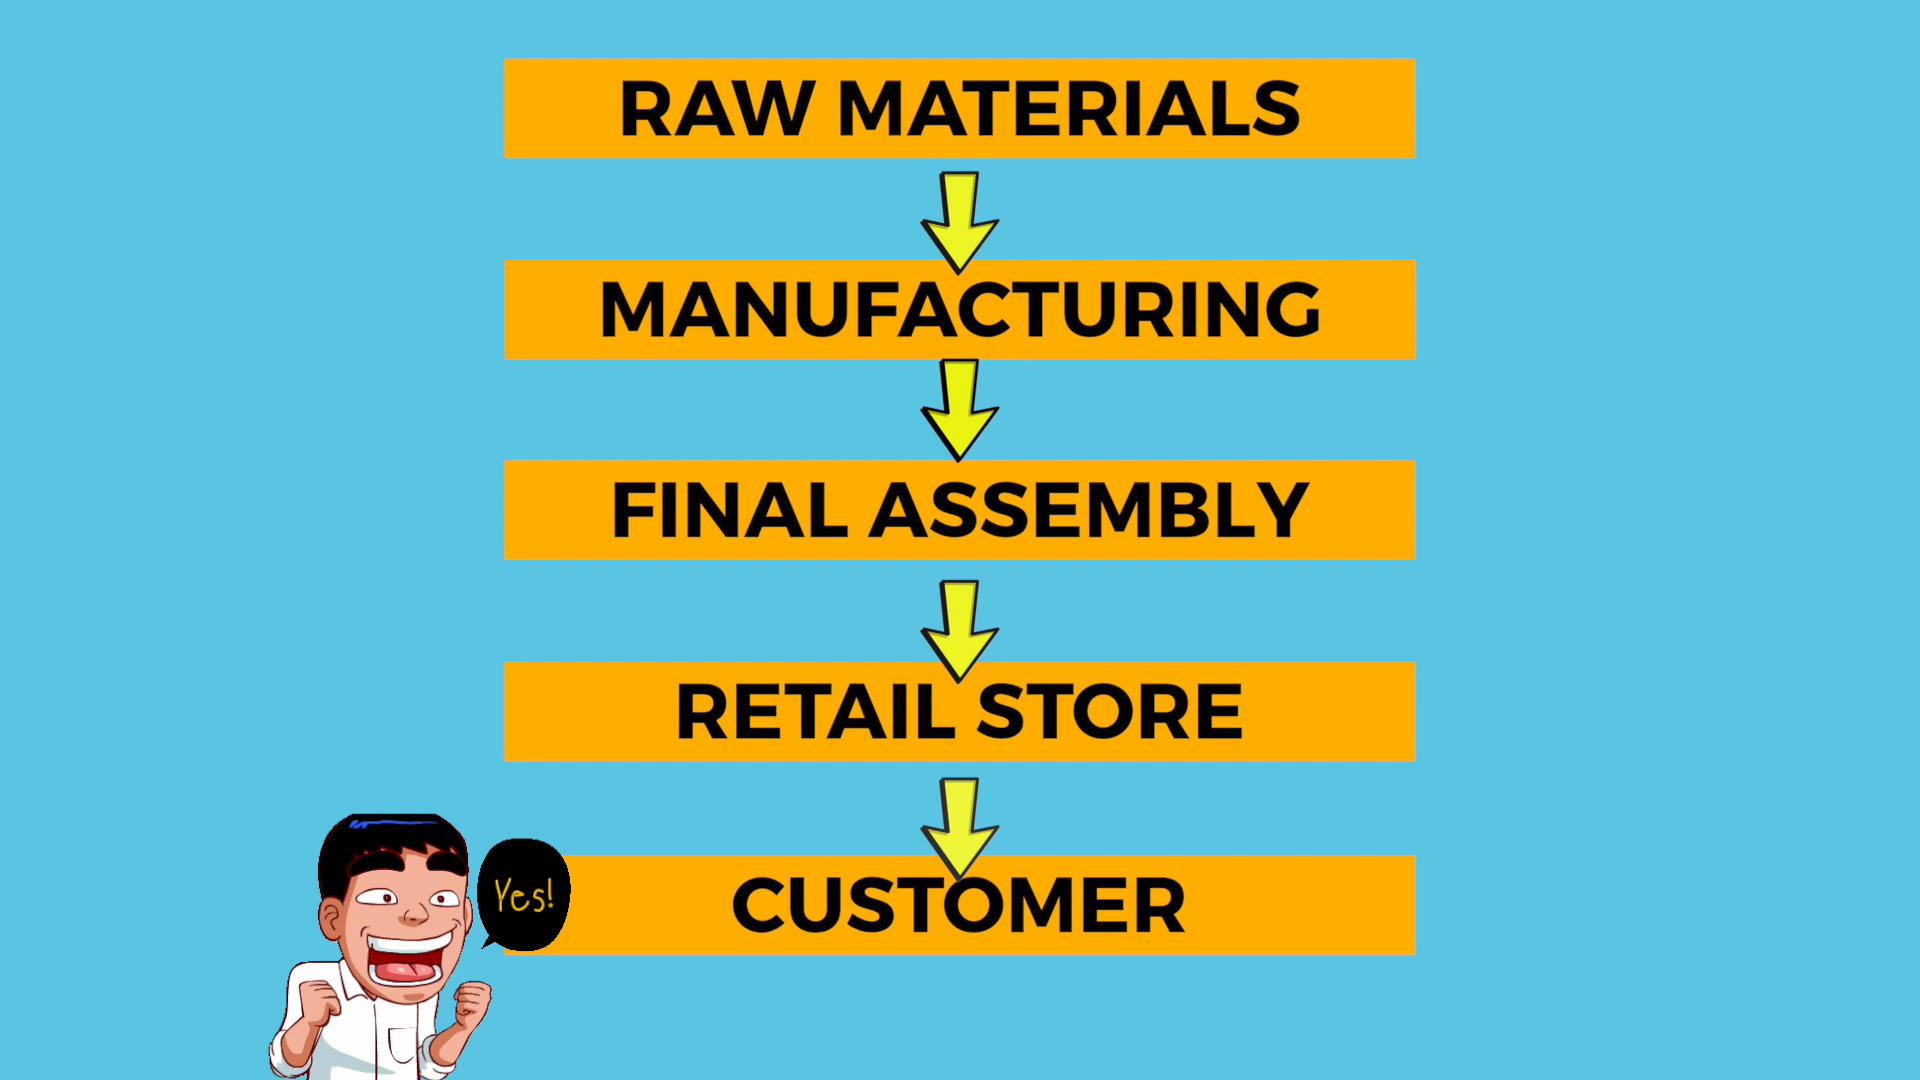 RAW MATERIALS
MANUFACTURING
FINAL ASSEMBLY
RETAIL STORE
Yes!
CUSTOMER